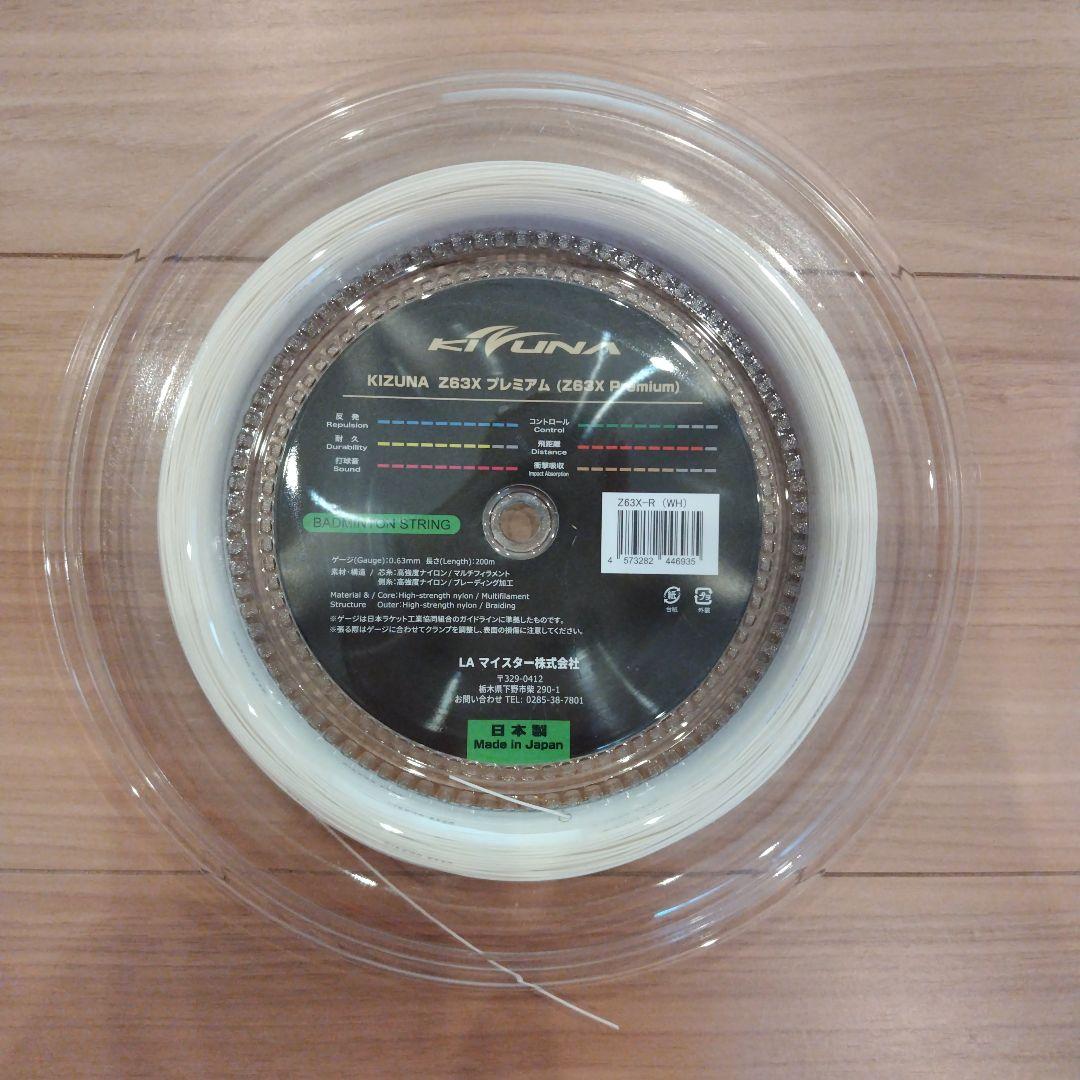 KIZUNA
KIZUNA Z63X プレミアム (Z63X Premium)
反 発
Repulsion
コントロール
Control
耐 久
Durability
飛距離
Distance
打球音
Sound
衝撃吸収
Impact Absorption
BADMINTON STRING
Z63X-R (WH)
4 573282 446935
ゲージ(Gauge):0.63mm 長さ(Length):200m
素材・構造 / 芯糸:高強度ナイロン/マルチフィラメント
側糸:高強度ナイロン/ブレーディング加工
Material & / Core:High-strength nylon / Multifilament
Structure Outer:High-strength nylon / Braiding
※ゲージは日本ラケット工業協同組合のガイドラインに準拠したものです。
※張る際はゲージに合わせてクランプを調整し、表面の損傷に注意してください。
紙
プラ
台紙
外装
LA マイスター株式会社
〒329-0412
栃木県下野市柴 290-1
お問い合わせ TEL: 0285-38-7801
日本製
Made in Japan